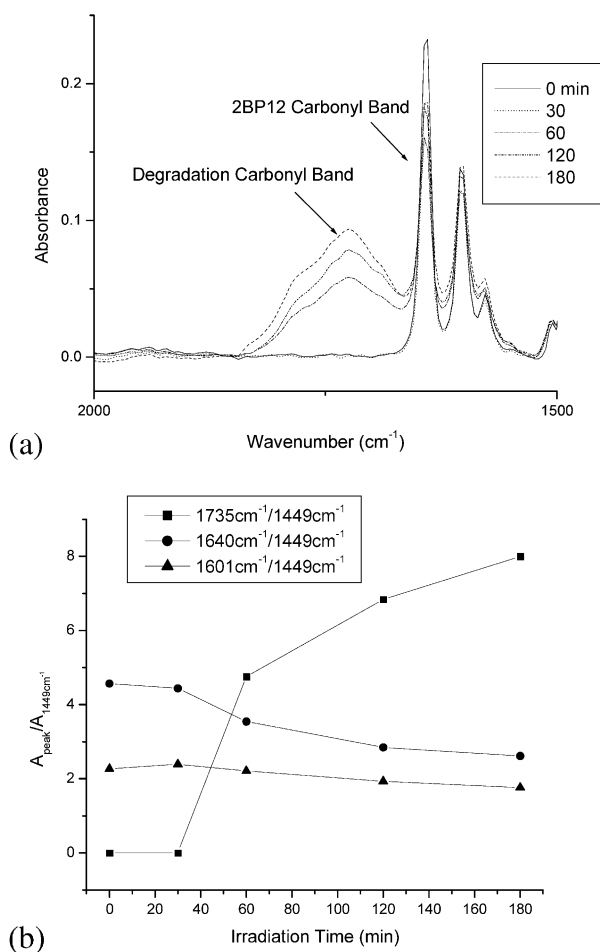 0.2
0.1
0.0
Absorbance
2BP12 Carbonyl Band
Degradation Carbonyl Band
0 min
30
60
120
180
2000
1500
Wavenumber (cm⁻¹)
(a)
1735cm⁻¹/1449cm⁻¹
1640cm⁻¹/1449cm⁻¹
1601cm⁻¹/1449cm⁻¹
8
6
4
2
0
A_peak/A_1449cm⁻¹
0
20
40
60
80
100
120
140
160
180
Irradiation Time (min)
(b)